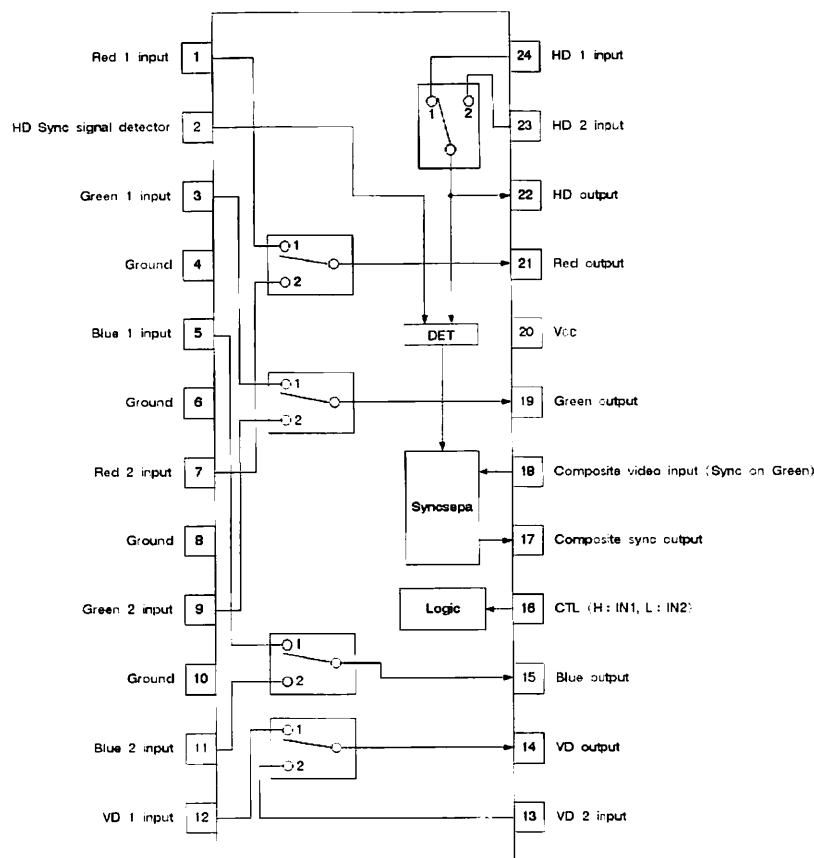 Red 1 input 1
24 HD 1 input
1 2
HD Sync signal detector 2
23 HD 2 input
Green 1 input 3
22 HD output
1
Ground 4
21 Red output
2
Blue 1 input 5
DET
20 Vcc
1
Ground 6
19 Green output
2
Red 2 input 7
18 Composite video input (Sync on Green)
Syncsepa
Ground 8
17 Composite sync output
Green 2 input 9
Logic
16 CTL (H : IN1, L : IN2)
1
Ground 10
15 Blue output
2
1
Blue 2 input 11
14 VD output
2
VD 1 input 12
13 VD 2 input